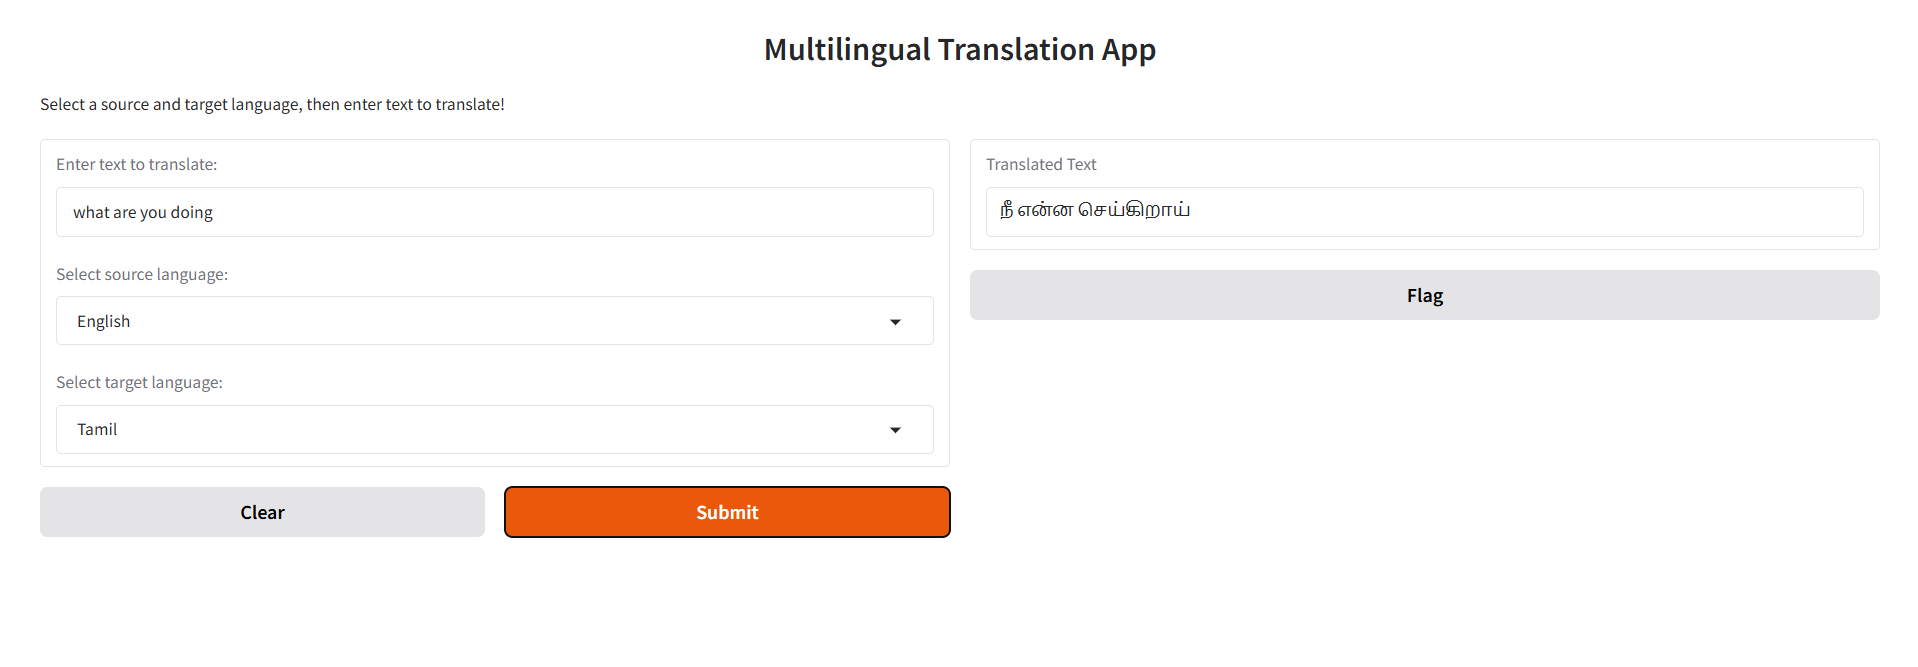 Multilingual Translation App
Select a source and target language, then enter text to translate!
Enter text to translate:
what are you doing
Select source language:
English
Select target language:
Tamil
Clear
Submit
Translated Text
நீ என்ன செய்கிறாய்
Flag